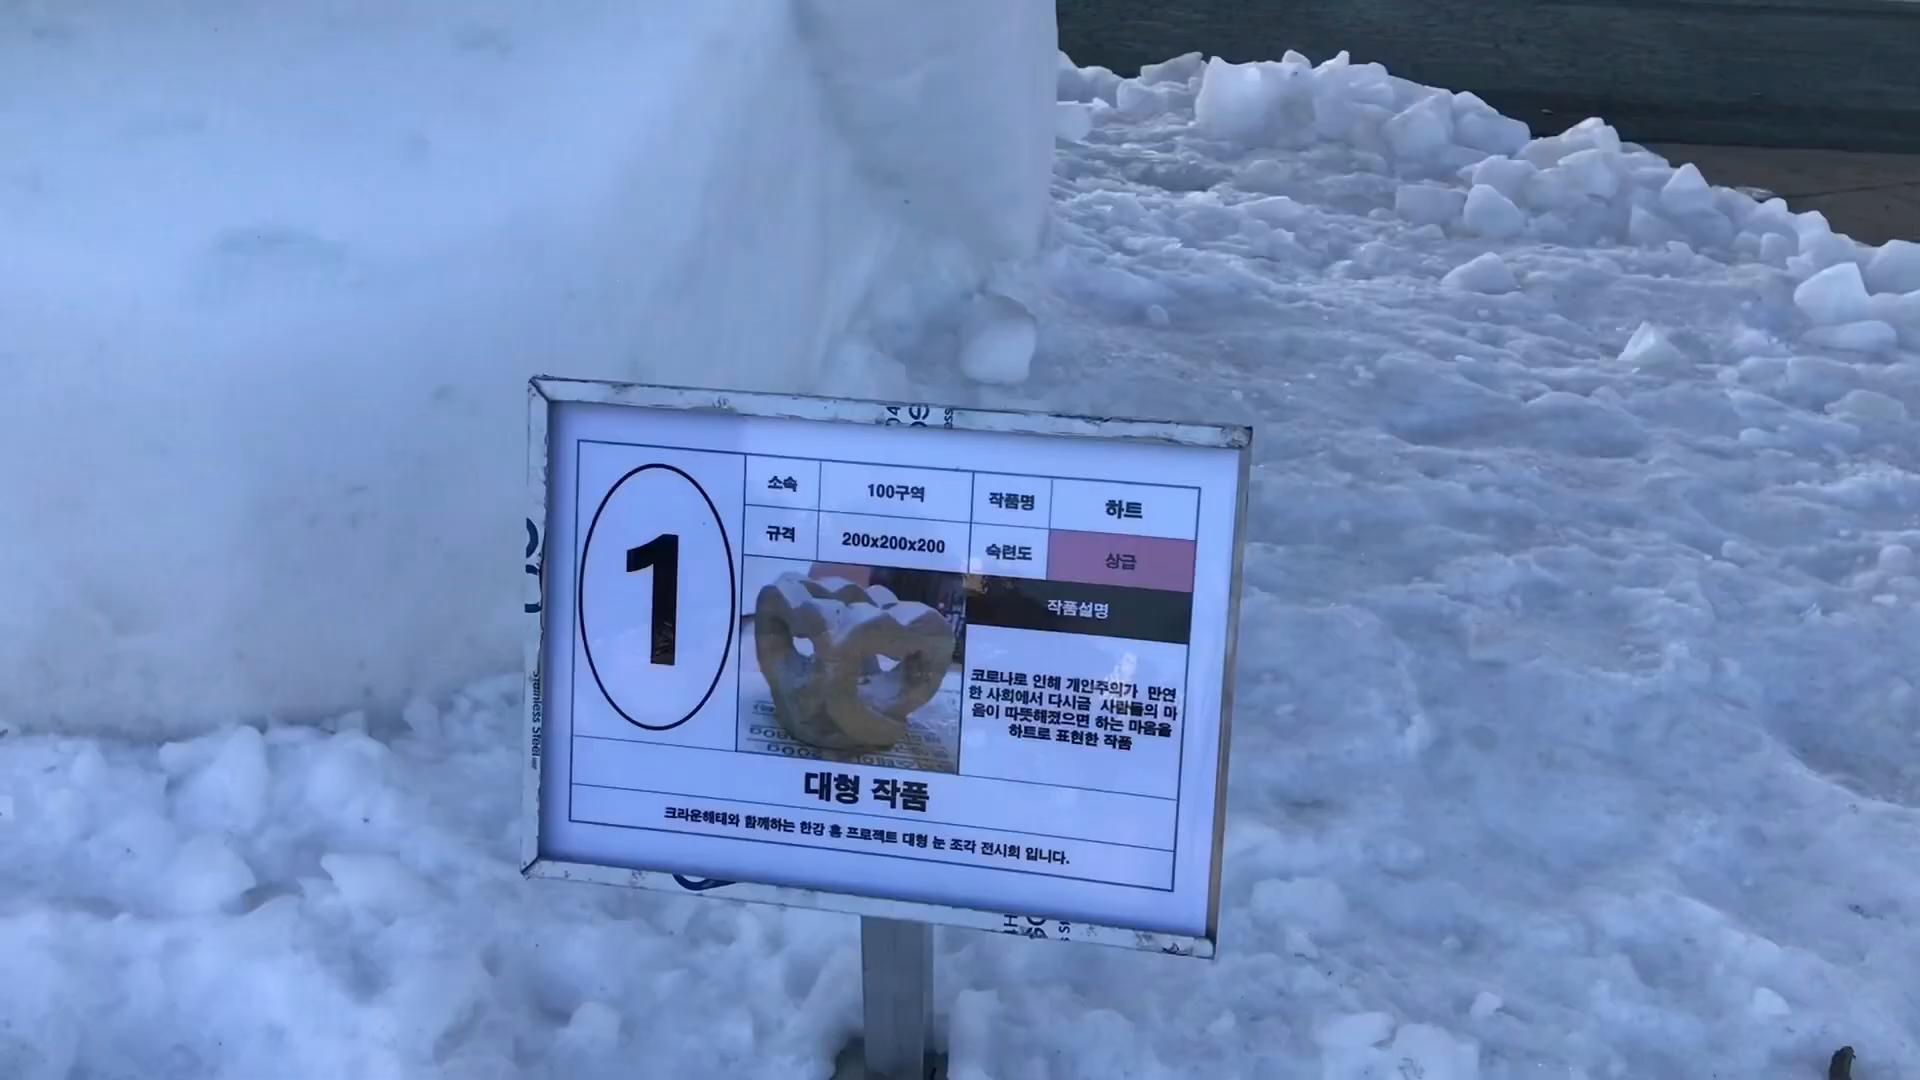 1
소속 100구역 작품명 하트
규격 200x200x200 숙련도 상급
작품설명
코로나로 인해 개인주의가 만연
한 사회에서 다시금 사람들의 마
음이 따뜻해졌으면 하는 마음을
하트로 표현한 작품
대형 작품
크라운해태와 함께하는 한강 흥 프로젝트 대형 눈 조각 전시회 입니다.
Stainless Steel